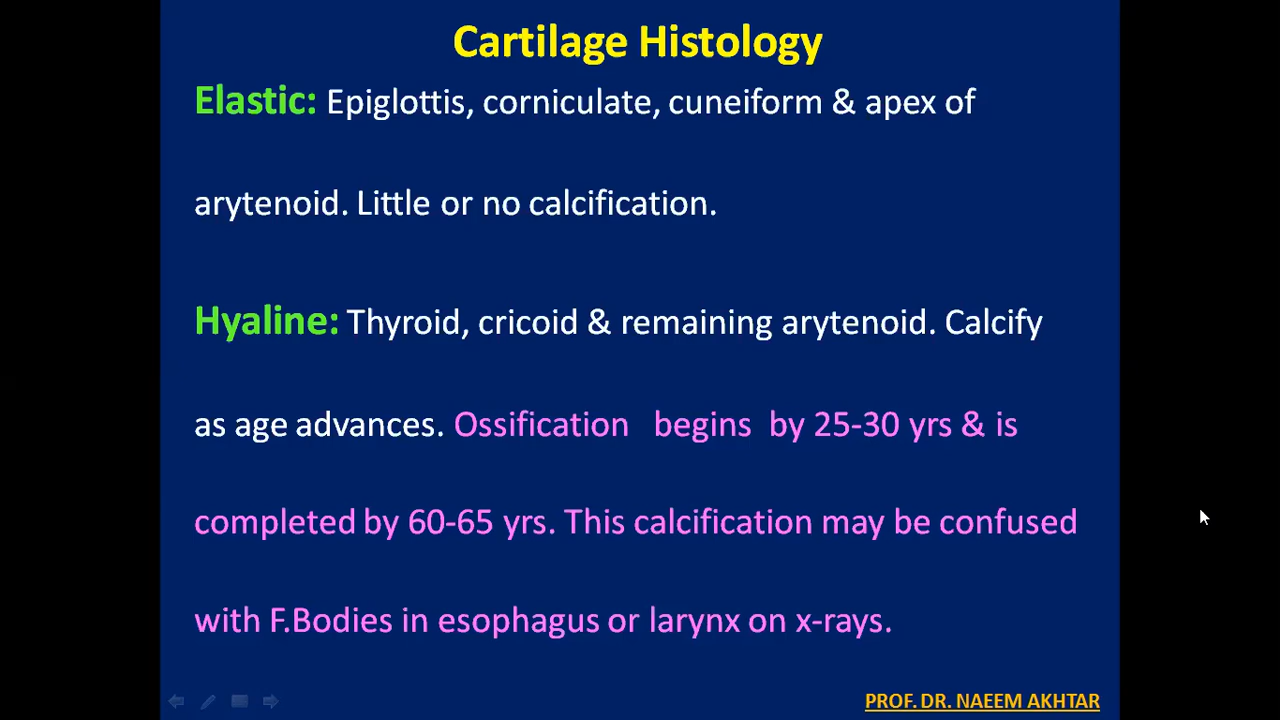 Cartilage Histology
Elastic: Epiglottis, corniculate, cuneiform & apex of
arytenoid. Little or no calcification.
Hyaline: Thyroid, cricoid & remaining arytenoid. Calcify
as age advances. Ossification begins by 25-30 yrs & is
completed by 60-65 yrs. This calcification may be confused
with F.Bodies in esophagus or larynx on x-rays.
PROF. DR. NAEEM AKHTAR